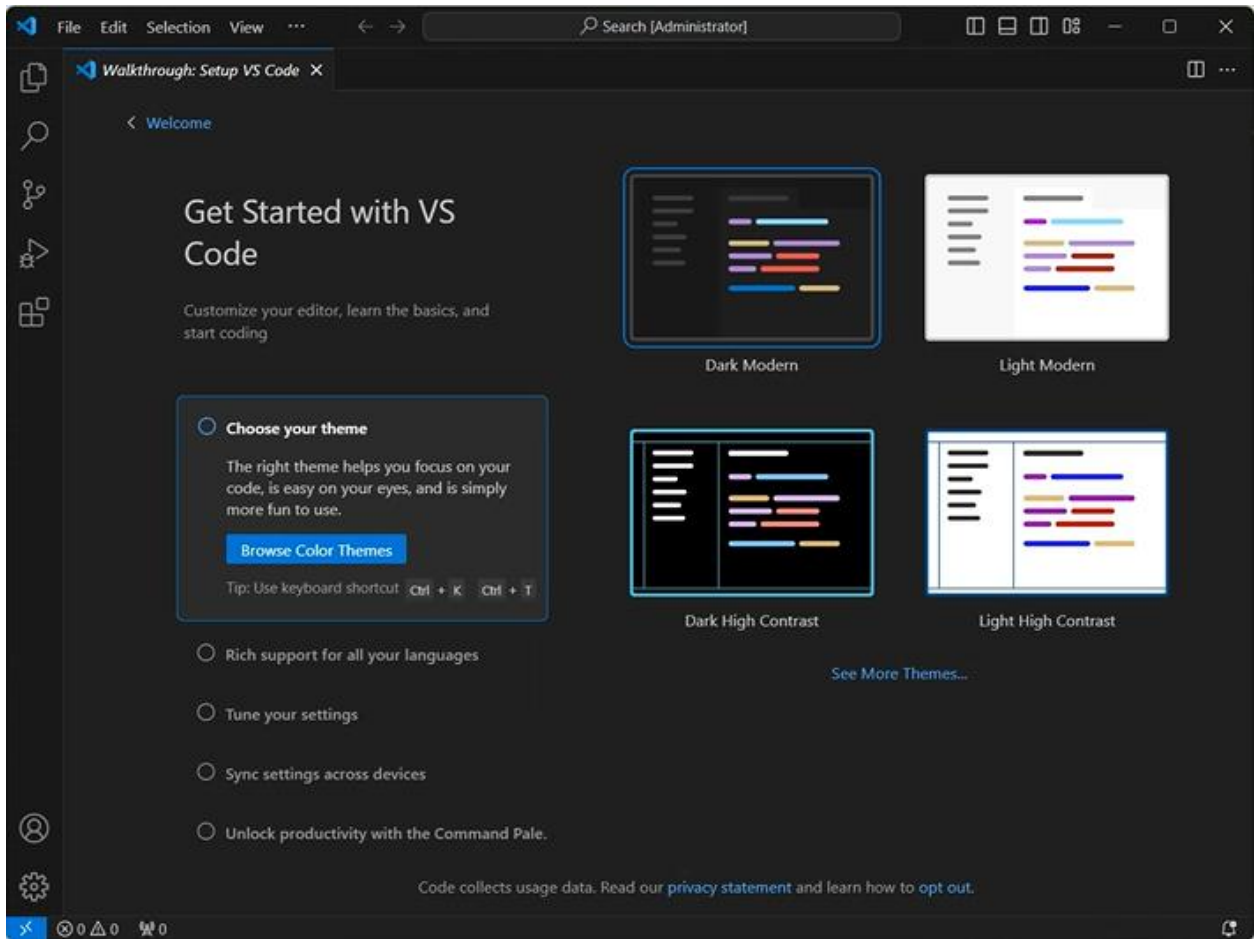 File Edit Selection View ··· Search [Administrator]
Walkthrough: Setup VS Code
Welcome
Get Started with VS
Code
Customize your editor, learn the basics, and
start coding
Choose your theme
The right theme helps you focus on your
code, is easy on your eyes, and is simply
more fun to use.
Browse Color Themes
Tip: Use keyboard shortcut Ctrl + K Ctrl + T
Rich support for all your languages
Tune your settings
Sync settings across devices
Unlock productivity with the Command Pale.
Dark Modern
Light Modern
Dark High Contrast
Light High Contrast
See More Themes...
Code collects usage data. Read our privacy statement and learn how to opt out.
0 0 0